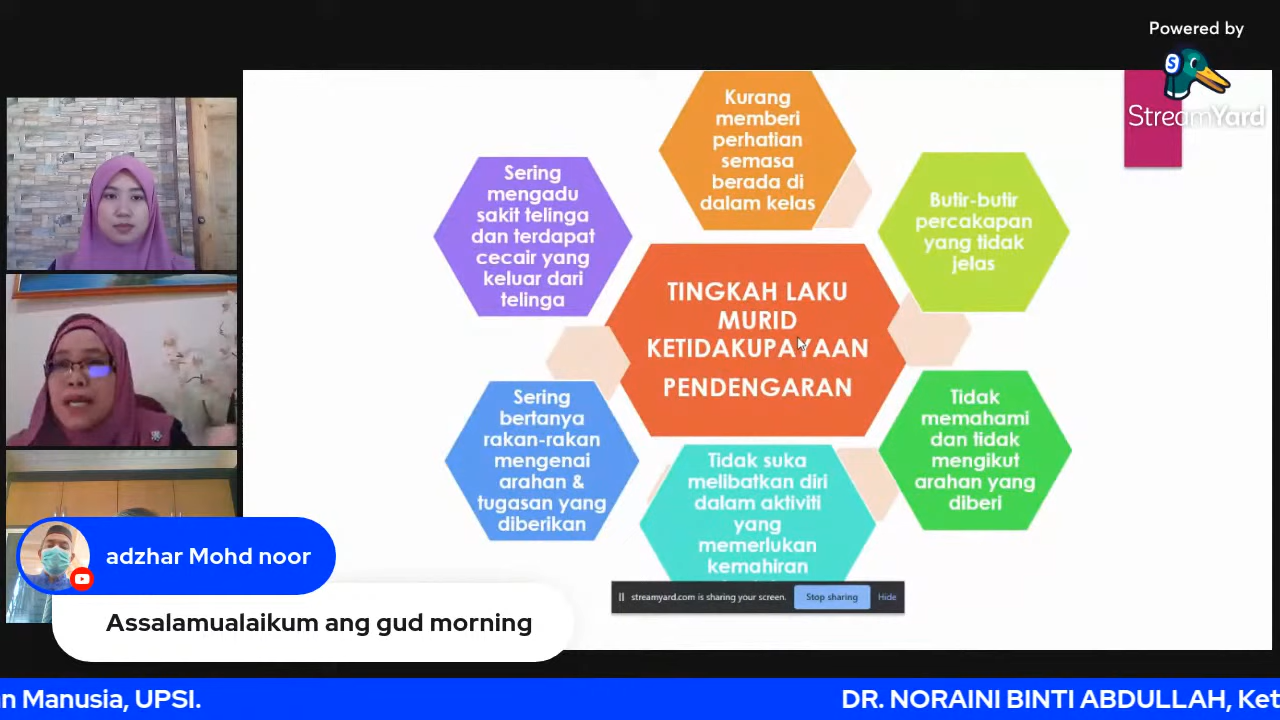 Powered by
StreamYard
Kurang
memberi
perhatian
semasa
berada di
dalam kelas
Sering
mengadu
sakit telinga
dan terdapat
cecair yang
keluar dari
telinga
Butir-butir
percakapan
yang tidak
jelas
TINGKAH LAKU
MURID
KETIDAKUPAYAAN
PENDENGARAN
Sering
bertanya
rakan-rakan
mengenai
arahan &
tugasan yang
diberikan
Tidak
memahami
dan tidak
mengikut
arahan yang
diberi
Tidak suka
melibatkan diri
dalam aktiviti
yang
memerlukan
kemahiran
streamyard.com is sharing your screen.
Stop sharing
Hide
adzhar Mohd noor
Assalamualaikum ang gud morning
n Manusia, UPSI.
DR. NORAINI BINTI ABDULLAH, Ket